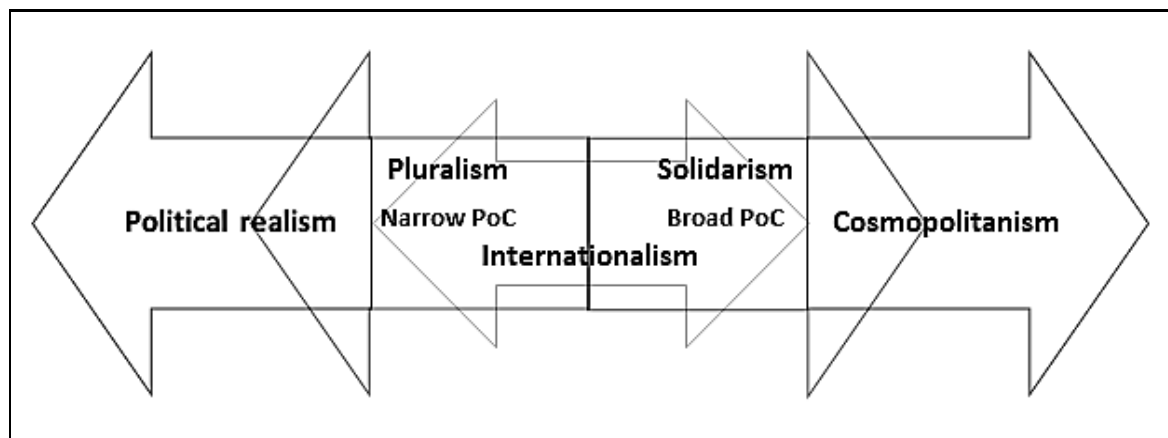 Pluralism
Solidarism
Political realism
Narrow PoC
Broad PoC
Cosmopolitanism
Internationalism